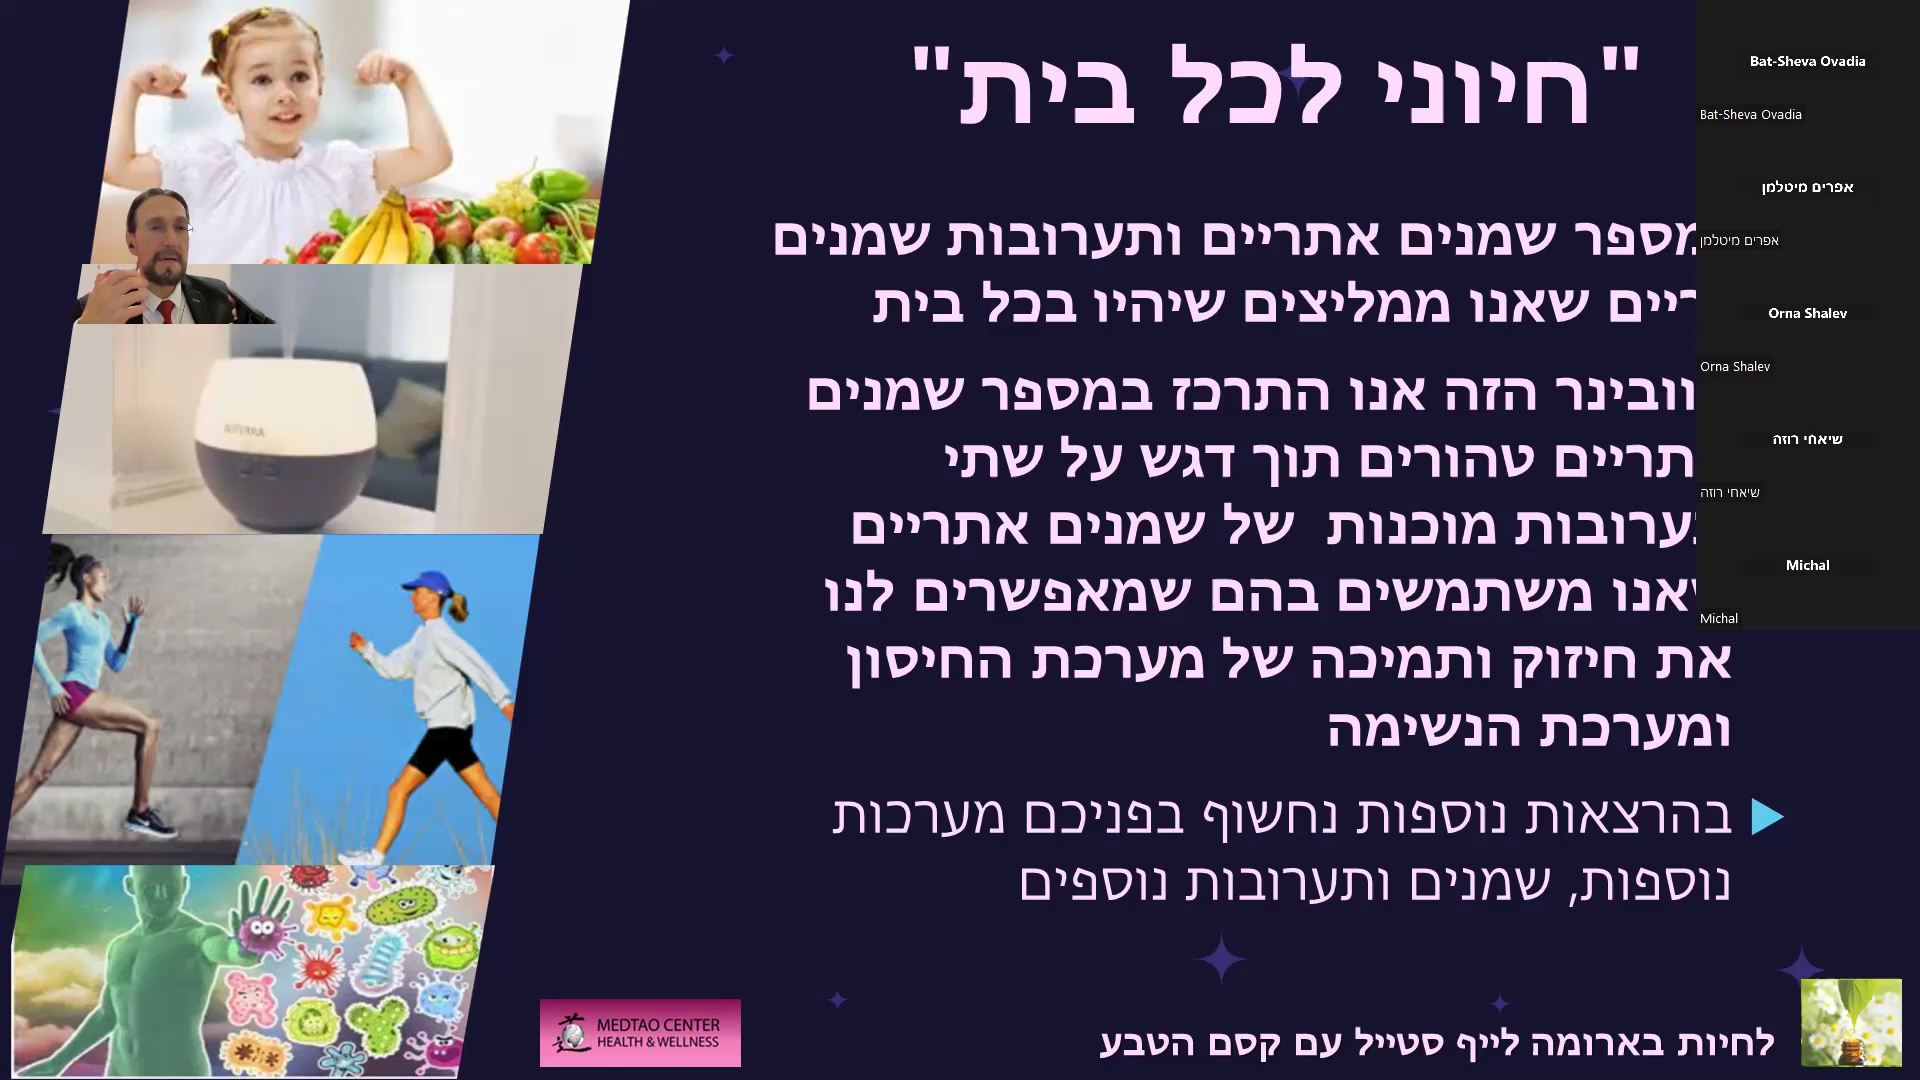 "חיוני לכל בית"
מספר שמנים אתריים ותערובות שמנים
שאנו ממליצים שיהיו בכל בית
הזה אנו התרכז במספר שמנים
טהורים תוך דגש על שתי
מוכנות של שמנים אתריים
משתמשים בהם שמאפשרים לנו
את חיזוק ותמיכה של מערכת החיסון
ומערכת הנשימה
בהרצאות נוספות נחשוף בפניכם מערכות
נוספות, שמנים ותערובות נוספים
לחיות בארומה לייף סטייל עם קסם הטבע
MEDTAO CENTER
HEALTH & WELLNESS
Bat-Sheva Ovadia
Bat-Sheva Ovadia
אפרים מיטלמן
אפרים מיטלמן
Orna Shalev
Orna Shalev
שיאחי רוזה
שיאחי רוזה
Michal
Michal